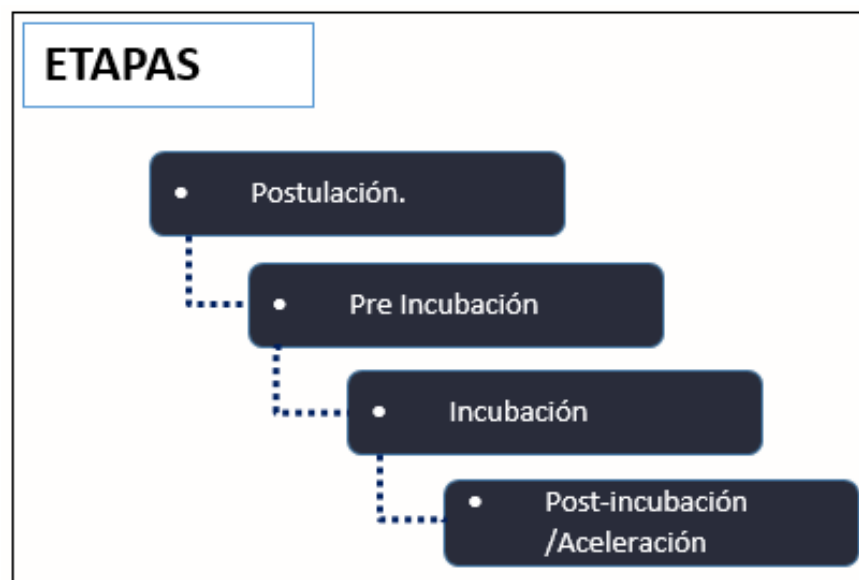 ETAPAS
• Postulación.
• Pre Incubación
• Incubación
• Post-incubación
/Aceleración